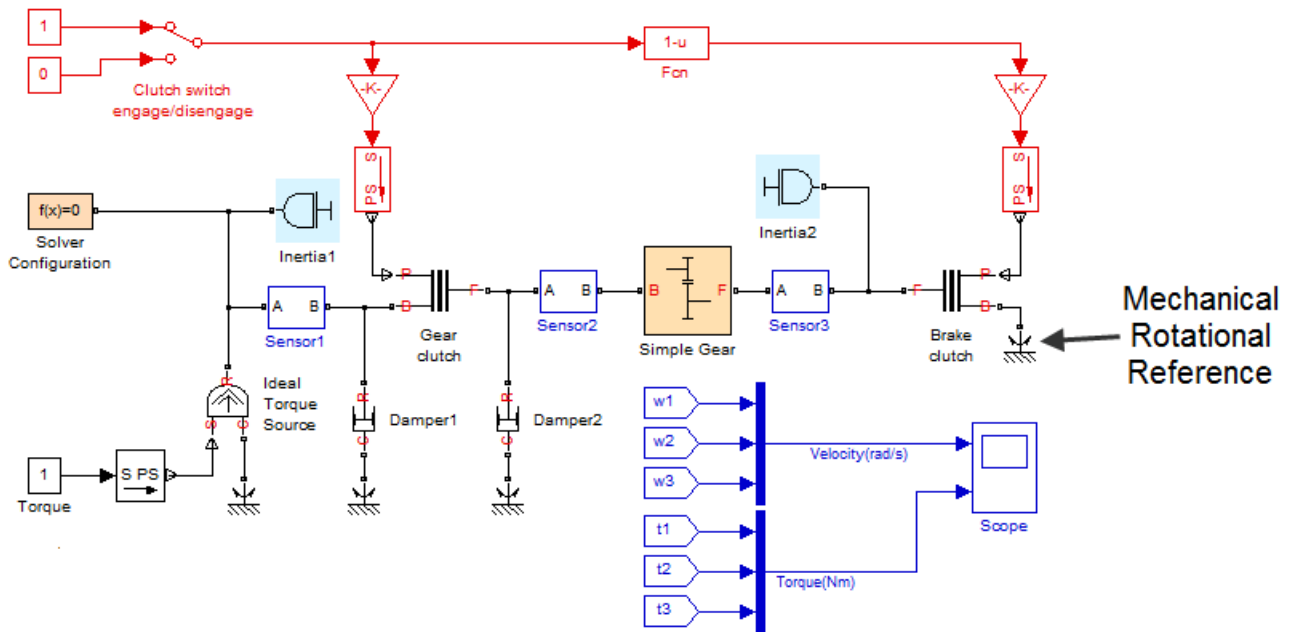 1
0
Clutch switch
engage/disengage
1-u
Fcn
-K-
-K-
S
PS
S
PS
f(x)=0
Solver
Configuration
Inertia1
Inertia2
P
D
F
Gear
clutch
A
B
Sensor1
A
B
Sensor2
B
F
Simple Gear
A
B
Sensor3
F
P
D
Brake
clutch
Mechanical
Rotational
Reference
R
S
C
Ideal
Torque
Source
R
C
Damper1
R
C
Damper2
1
Torque
S PS
w1
w2
w3
Velocity(rad/s)
t1
t2
t3
Torque(Nm)
Scope